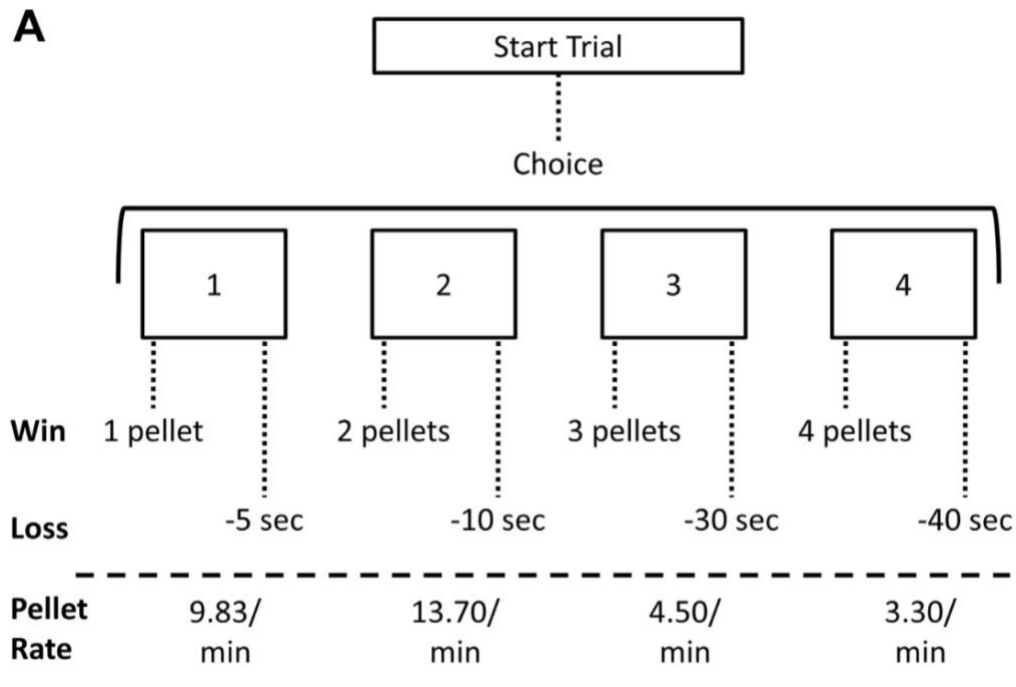 A
Start Trial
Choice
1 2 3 4
Win 1 pellet 2 pellets 3 pellets 4 pellets
Loss -5 sec -10 sec -30 sec -40 sec
Pellet 9.83/ 13.70/ 4.50/ 3.30/
Rate min min min min